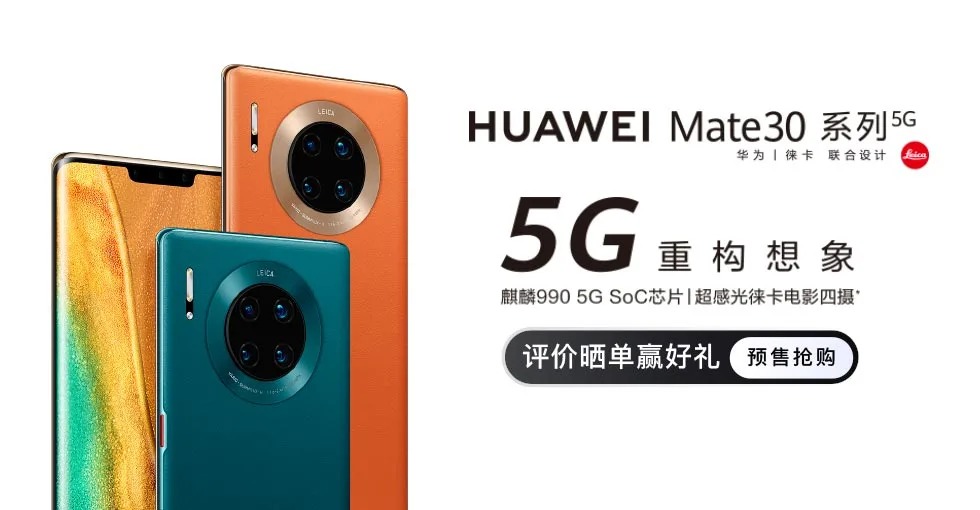 HUAWEI Mate30 系列5G
华为 | 徕卡 联合设计
Leica
5G 重构想象
麒麟990 5G SoC芯片|超感光徕卡电影四摄*
评价晒单赢好礼 预售抢购
LEICA
LEICA